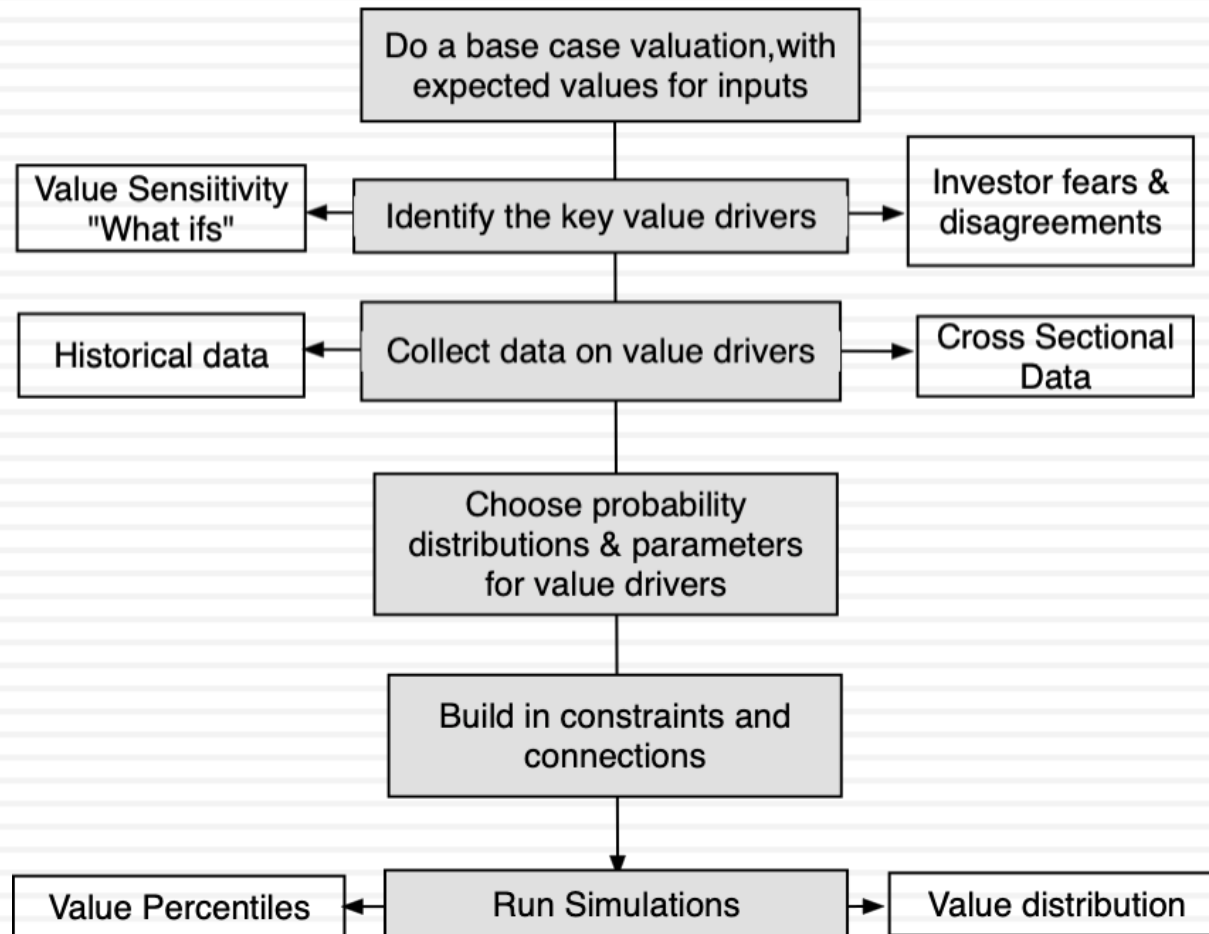 Do a base case valuation,with
expected values for inputs
Value Sensiitivity
"What ifs"
Identify the key value drivers
Investor fears &
disagreements
Historical data
Collect data on value drivers
Cross Sectional
Data
Choose probability
distributions & parameters
for value drivers
Build in constraints and
connections
Value Percentiles
Run Simulations
Value distribution